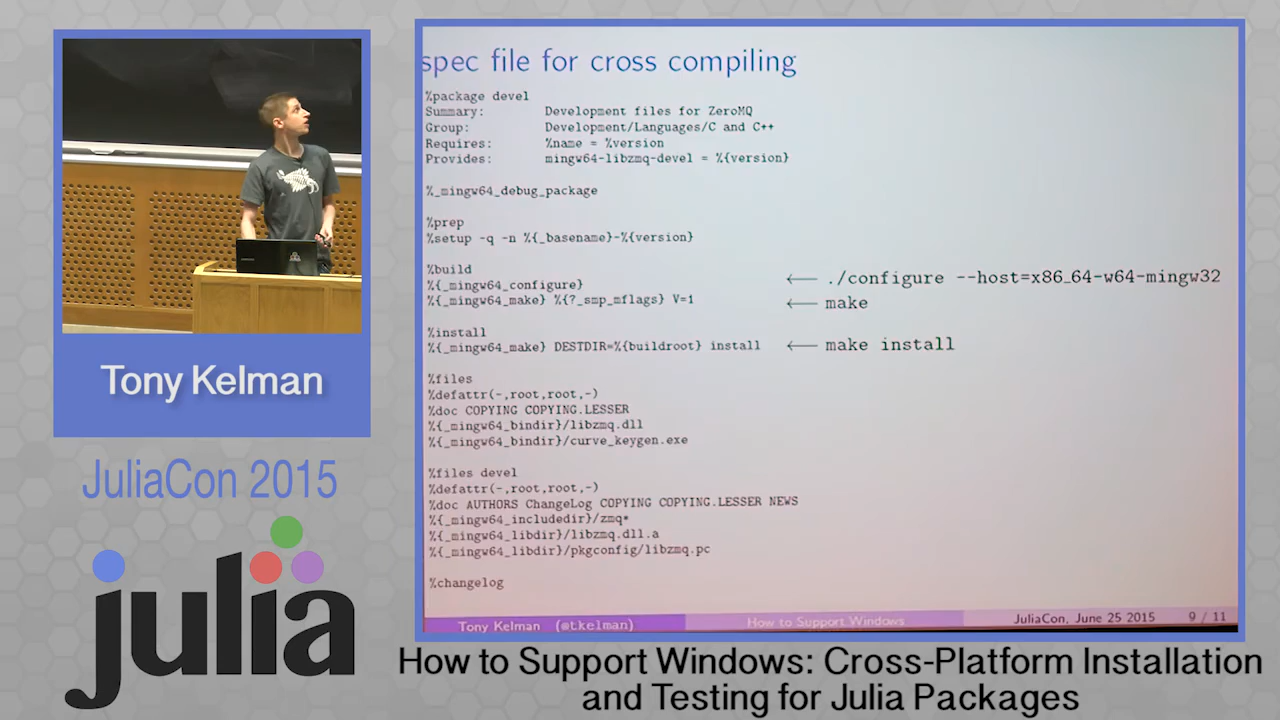 spec file for cross compiling
%package devel
Summary: Development files for ZeroMQ
Group: Development/Languages/C and C++
Requires: %name = %version
Provides: mingw64-libzmq-devel = %{version}
%_mingw64_debug_package
%prep
%setup -q -n %{_basename}-%{version}
%build
%{_mingw64_configure} ⟵ ./configure --host=x86_64-w64-mingw32
%{_mingw64_make} %{?_smp_mflags} V=1 ⟵ make
%install
%{_mingw64_make} DESTDIR=%{buildroot} install ⟵ make install
%files
%defattr(-,root,root,-)
%doc COPYING COPYING.LESSER
%{_mingw64_bindir}/libzmq.dll
%{_mingw64_bindir}/curve_keygen.exe
%files devel
%defattr(-,root,root,-)
%doc AUTHORS ChangeLog COPYING COPYING.LESSER NEWS
%{_mingw64_includedir}/zmq*
%{_mingw64_libdir}/libzmq.dll.a
%{_mingw64_libdir}/pkgconfig/libzmq.pc
%changelog
Tony Kelman (@tkelman) How to Support Windows JuliaCon, June 25 2015 9 / 11
Tony Kelman
JuliaCon 2015
julia
How to Support Windows: Cross-Platform Installation
and Testing for Julia Packages